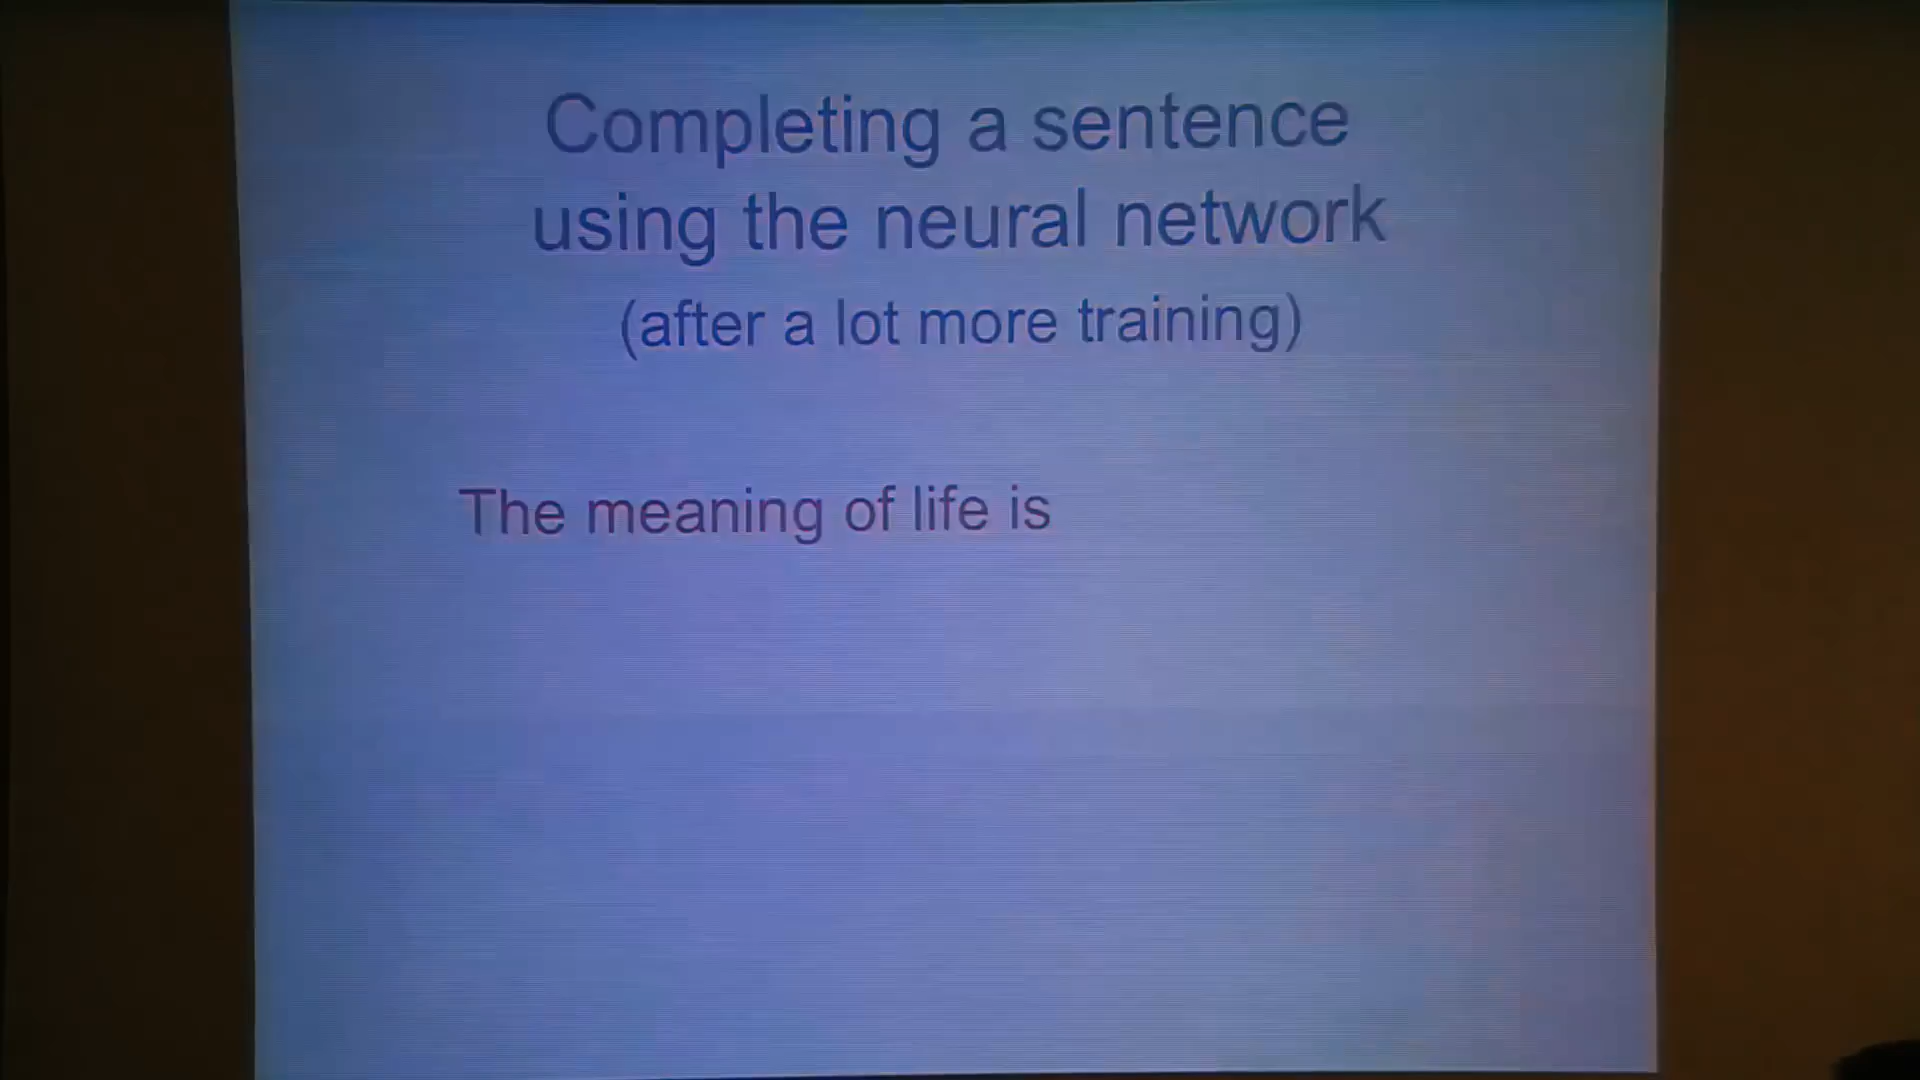 Completing a sentence
using the neural network
(after a lot more training)
The meaning of life is